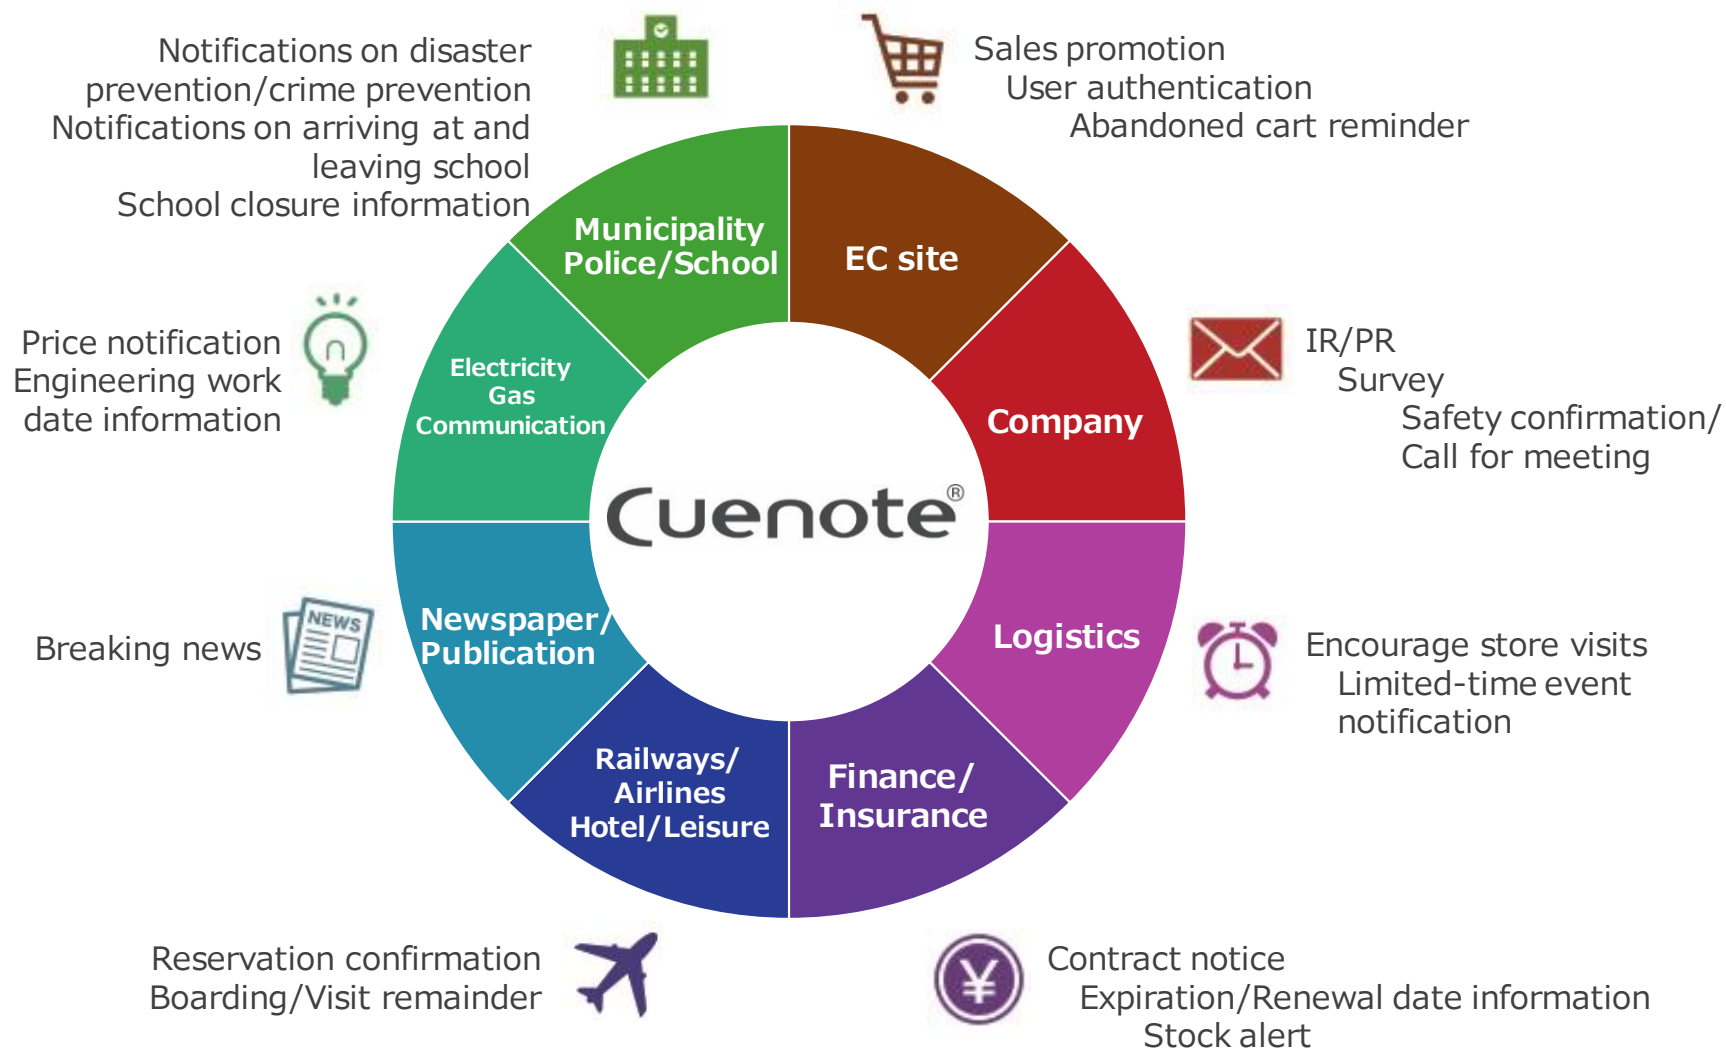 Notifications on disaster
prevention/crime prevention
Notifications on arriving at and
leaving school
School closure information
Sales promotion
User authentication
Abandoned cart reminder
Municipality
Police/School
EC site
Price notification
Engineering work
date information
Electricity
Gas
Communication
Company
IR/PR
Survey
Safety confirmation/
Call for meeting
Cuenote®
Breaking news
NEWS
Newspaper/
Publication
Logistics
Encourage store visits
Limited-time event
notification
Railways/
Airlines
Hotel/Leisure
Finance/
Insurance
Reservation confirmation
Boarding/Visit remainder
¥
Contract notice
Expiration/Renewal date information
Stock alert